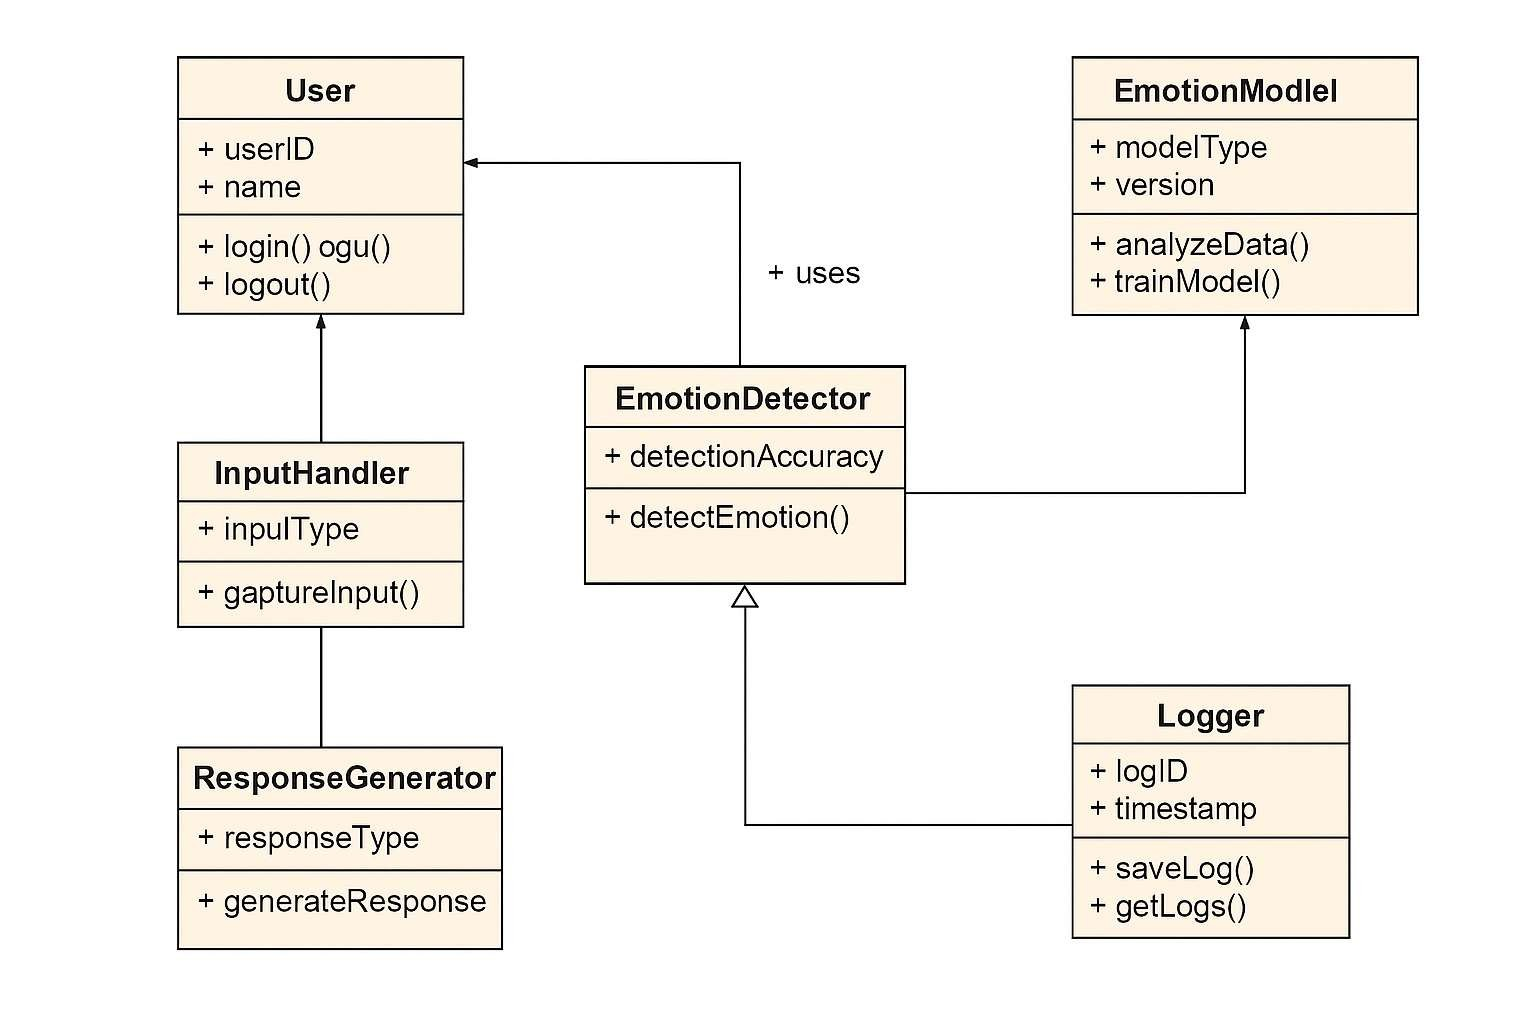 User
+ userID
+ name
+ login() ogu()
+ logout()
EmotionModlel
+ modelType
+ version
+ analyzeData()
+ trainModel()
+ uses
EmotionDetector
+ detectionAccuracy
+ detectEmotion()
InputHandler
+ inpulType
+ gaptureInput()
ResponseGenerator
+ responseType
+ generateResponse
Logger
+ logID
+ timestamp
+ saveLog()
+ getLogs()